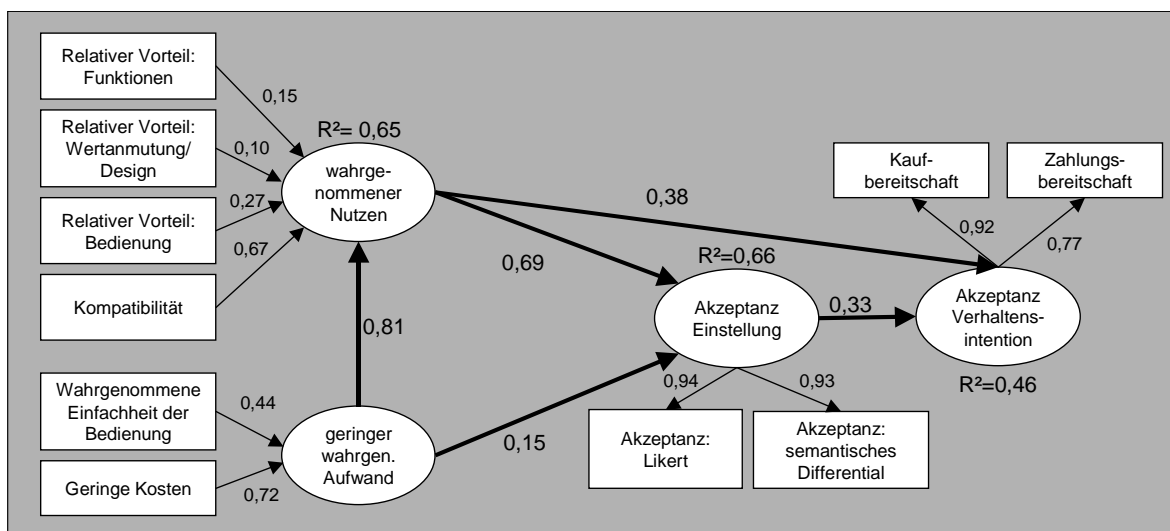 Relativer Vorteil:
Funktionen
0,15
Relativer Vorteil:
Wertanmutung/
Design
0,10
Relativer Vorteil:
Bedienung
0,27
Kompatibilität
0,67
R²= 0,65
wahrge-
nommener
Nutzen
0,81
Wahrgenommene
Einfachheit der
Bedienung
0,44
Geringe Kosten
0,72
geringer
wahrgen.
Aufwand
0,38
0,69
0,15
R²=0,66
Akzeptanz
Einstellung
0,33
0,94
0,93
Akzeptanz:
Likert
Akzeptanz:
semantisches
Differential
Kauf-
bereitschaft
Zahlungs-
bereitschaft
0,92
0,77
Akzeptanz
Verhaltens-
intention
R²=0,46